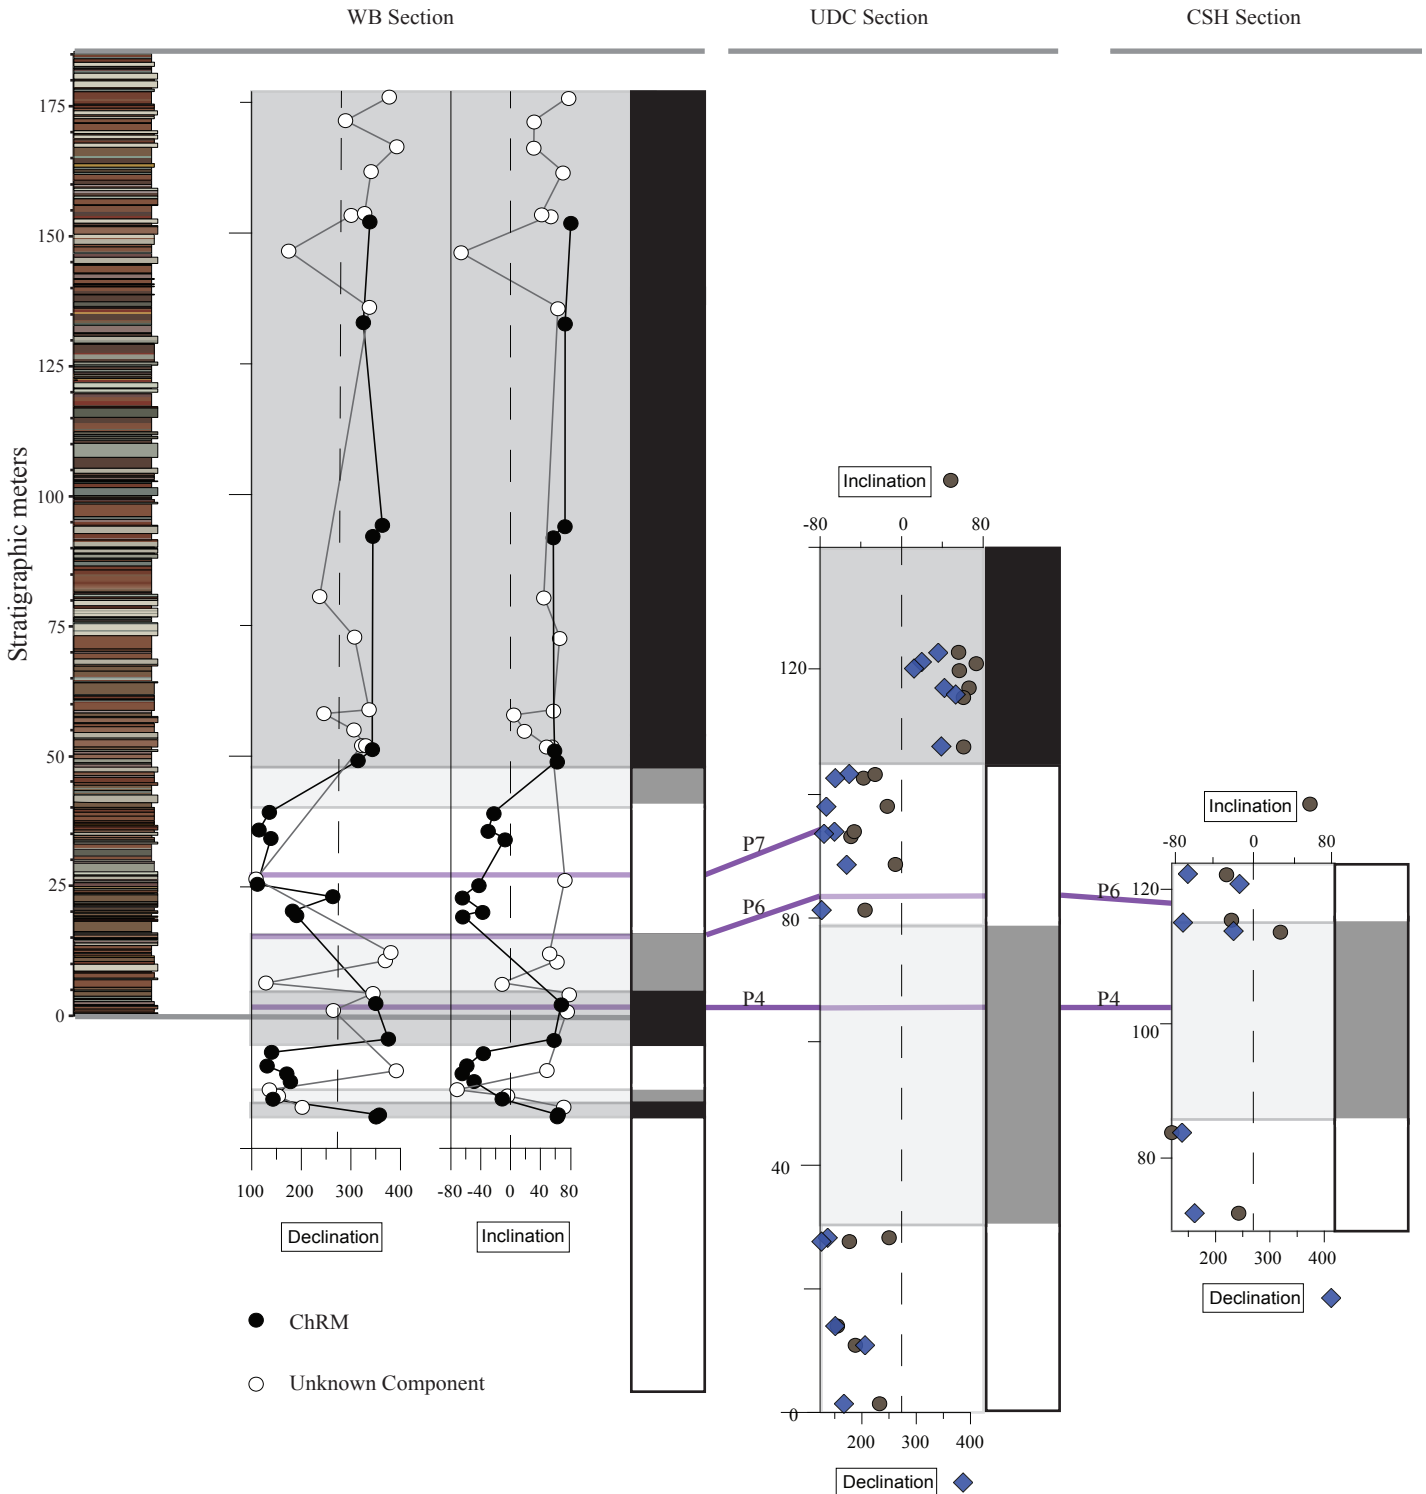 WB Section
UDC Section
CSH Section
Stratigraphic meters
175
150
125
100
75
50
25
0
100 200 300 400
-80 -40 0 40 80
Declination
Inclination
ChRM
Unknown Component
P7
P6
P4
Inclination
-80 0 80
120
80
40
0
200 300 400
Declination
P6
P4
Inclination
-80 0 80
120
100
80
200 300 400
Declination